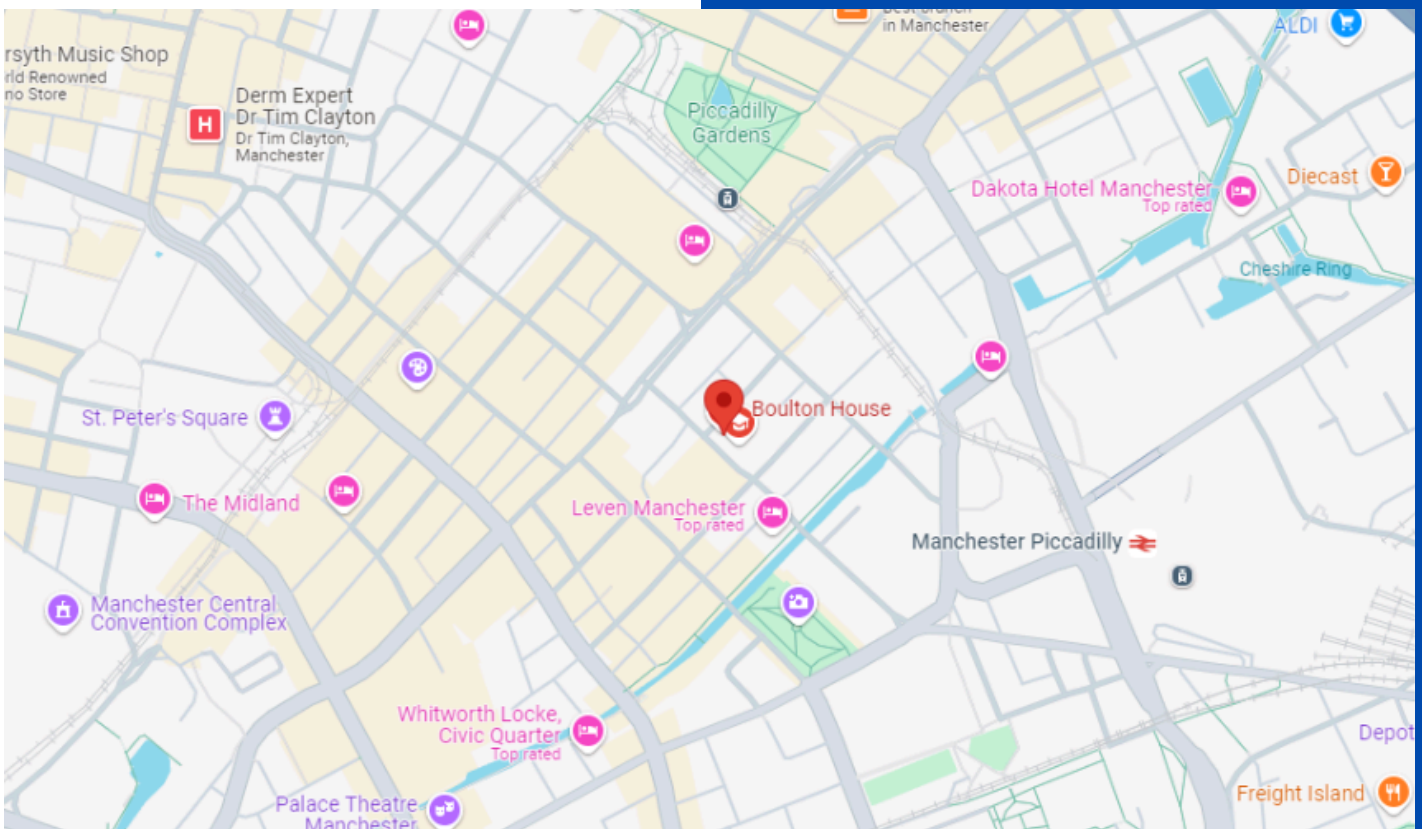 in Manchester
ALDI
rsyth Music Shop
rld Renowned
no Store
Derm Expert
Dr Tim Clayton
Dr Tim Clayton,
Manchester
H
Piccadilly
Gardens
Diecast
Dakota Hotel Manchester
Top rated
Cheshire Ring
Boulton House
St. Peter's Square
The Midland
Leven Manchester
Top rated
Manchester Piccadilly
Manchester Central
Convention Complex
Whitworth Locke,
Civic Quarter
Top rated
Depot
Freight Island
Palace Theatre
Manchester